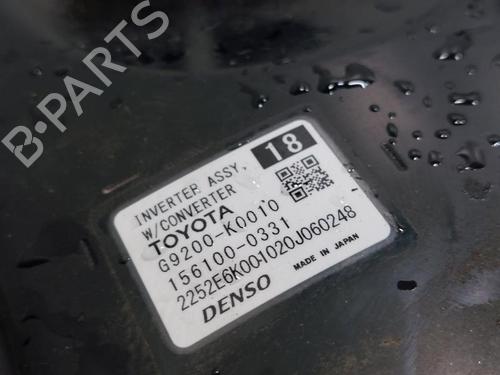 B-PARTS
18
INVERTER ASSY,
W/CONVERTER
TOYOTA
G9200-K0010
156100-0331
2252E6K001020J060248
DENSO MADE IN JAPAN